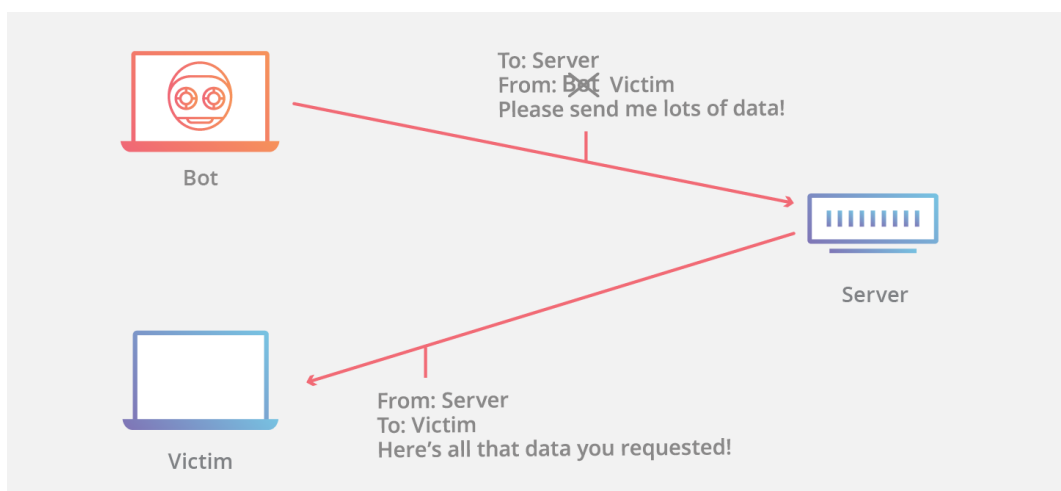 To: Server
From: Bot Victim
Please send me lots of data!
Bot
Server
From: Server
To: Victim
Here's all that data you requested!
Victim